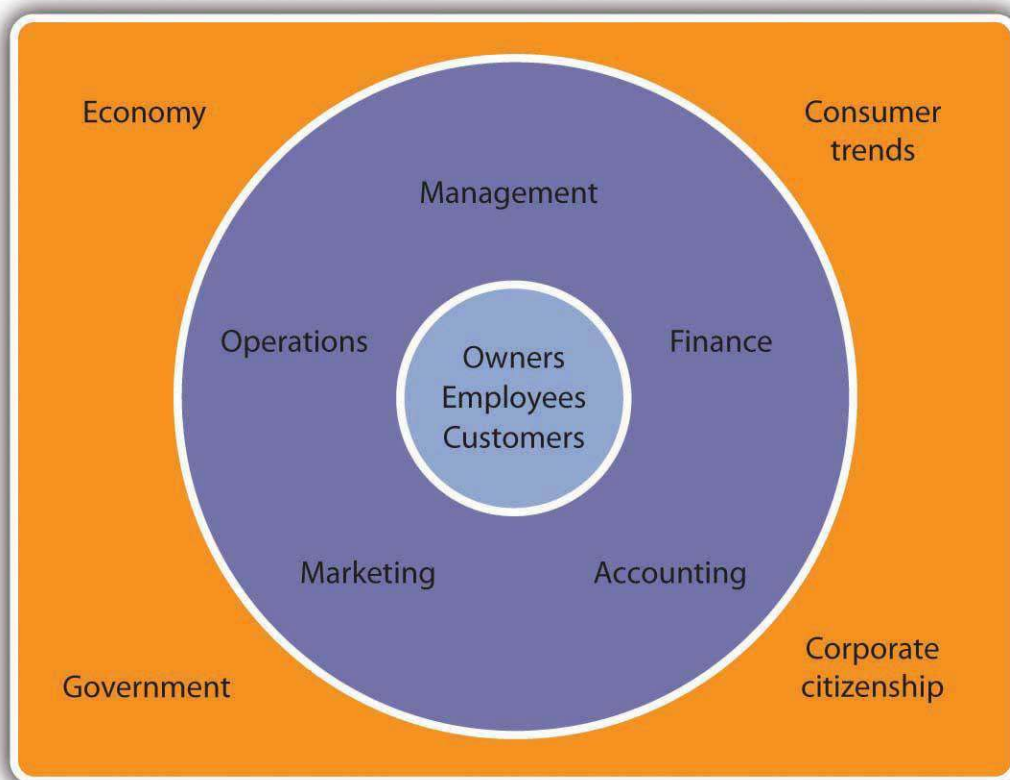 Economy
Consumer
trends
Management
Operations
Finance
Owners
Employees
Customers
Marketing
Accounting
Government
Corporate
citizenship